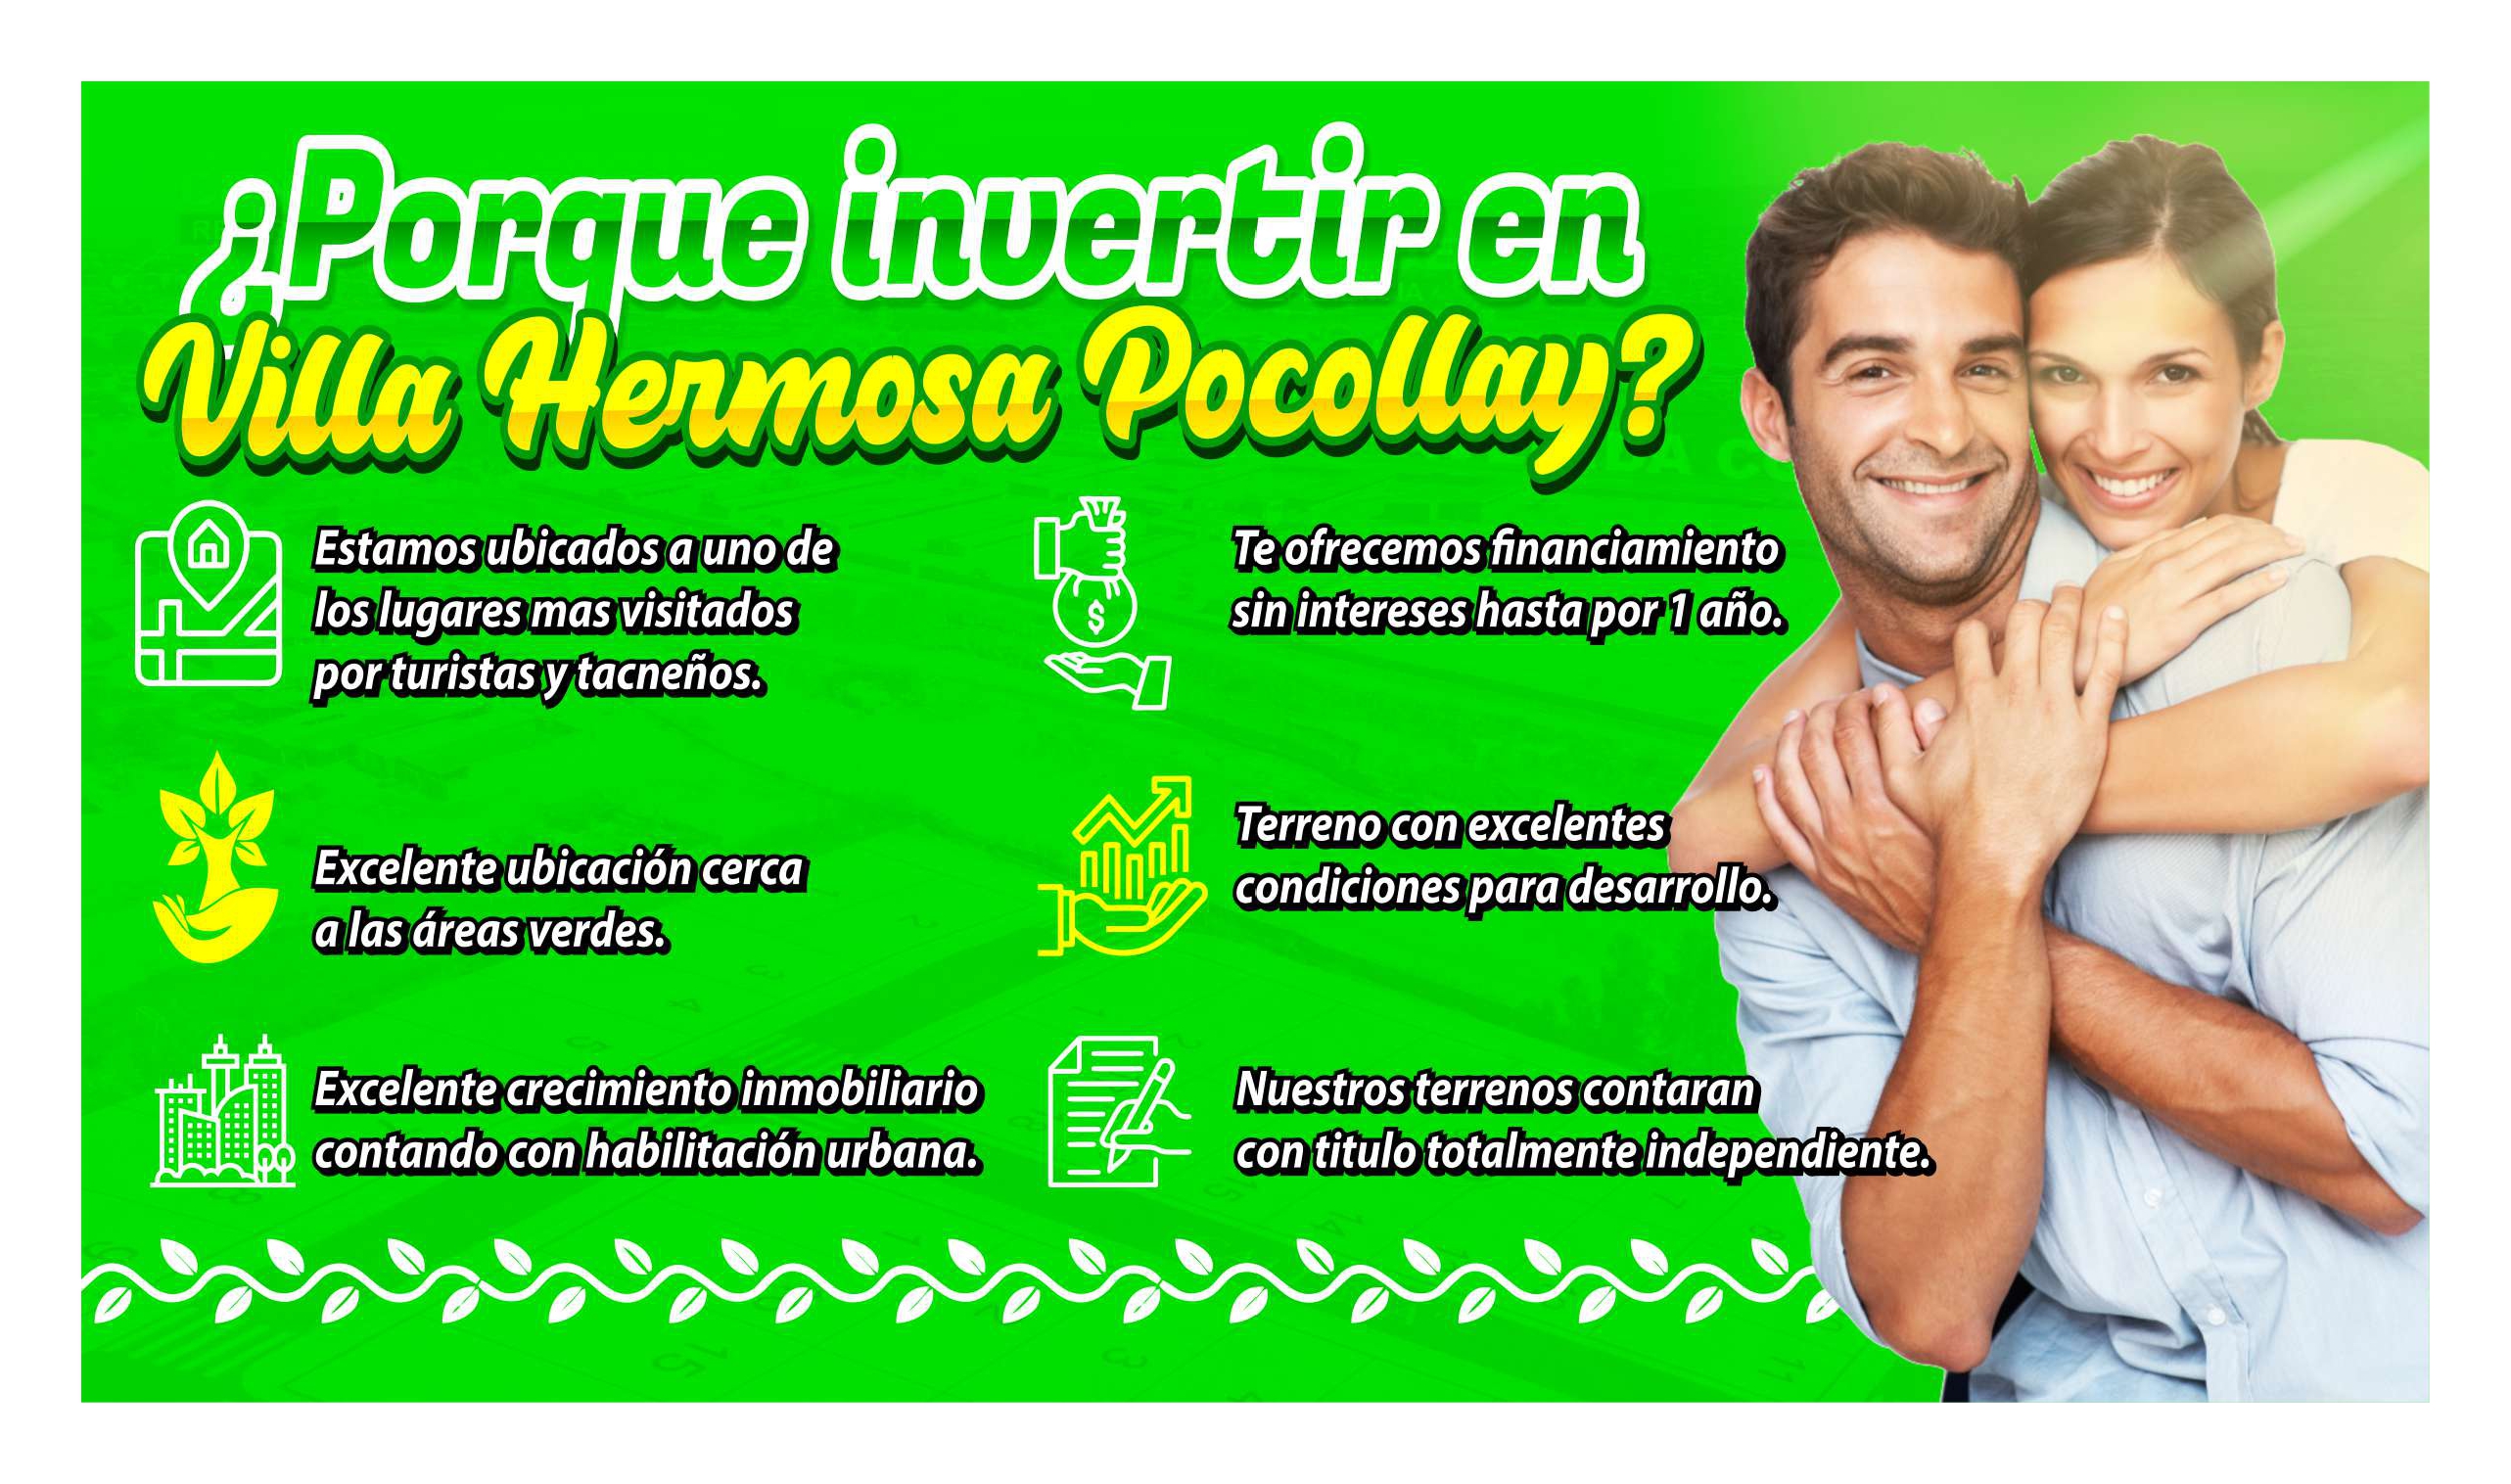 ¿Porque invertir en
Villa Hermosa Pocollay?
Estamos ubicados a uno de
los lugares mas visitados
por turistas y tacneños.
Te ofrecemos financiamiento
sin intereses hasta por 1 año.
Excelente ubicación cerca
a las áreas verdes.
Terreno con excelentes
condiciones para desarrollo.
Excelente crecimiento inmobiliario
contando con habilitación urbana.
Nuestros terrenos contaran
con titulo totalmente independiente.